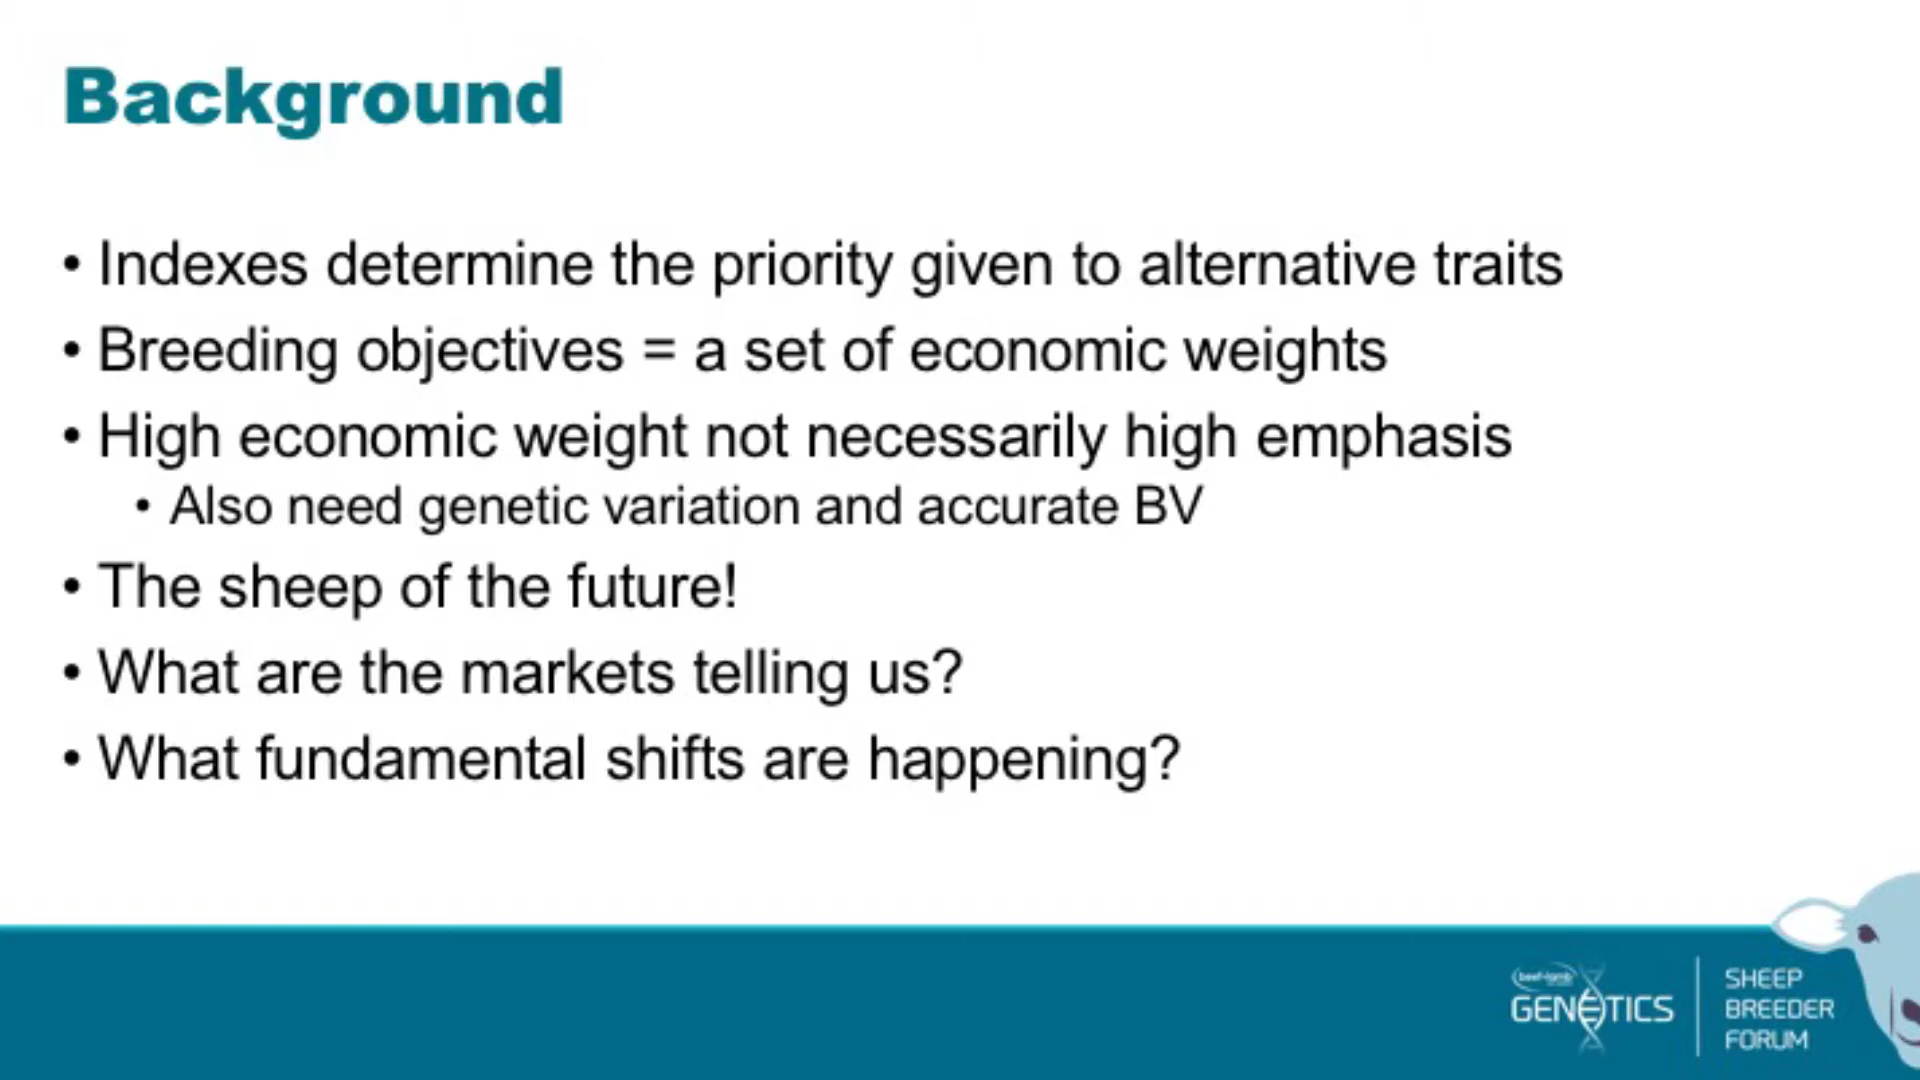 Background
• Indexes determine the priority given to alternative traits
• Breeding objectives = a set of economic weights
• High economic weight not necessarily high emphasis
• Also need genetic variation and accurate BV
• The sheep of the future!
• What are the markets telling us?
• What fundamental shifts are happening?
beef+lamb
GENETICS
SHEEP
BREEDER
FORUM